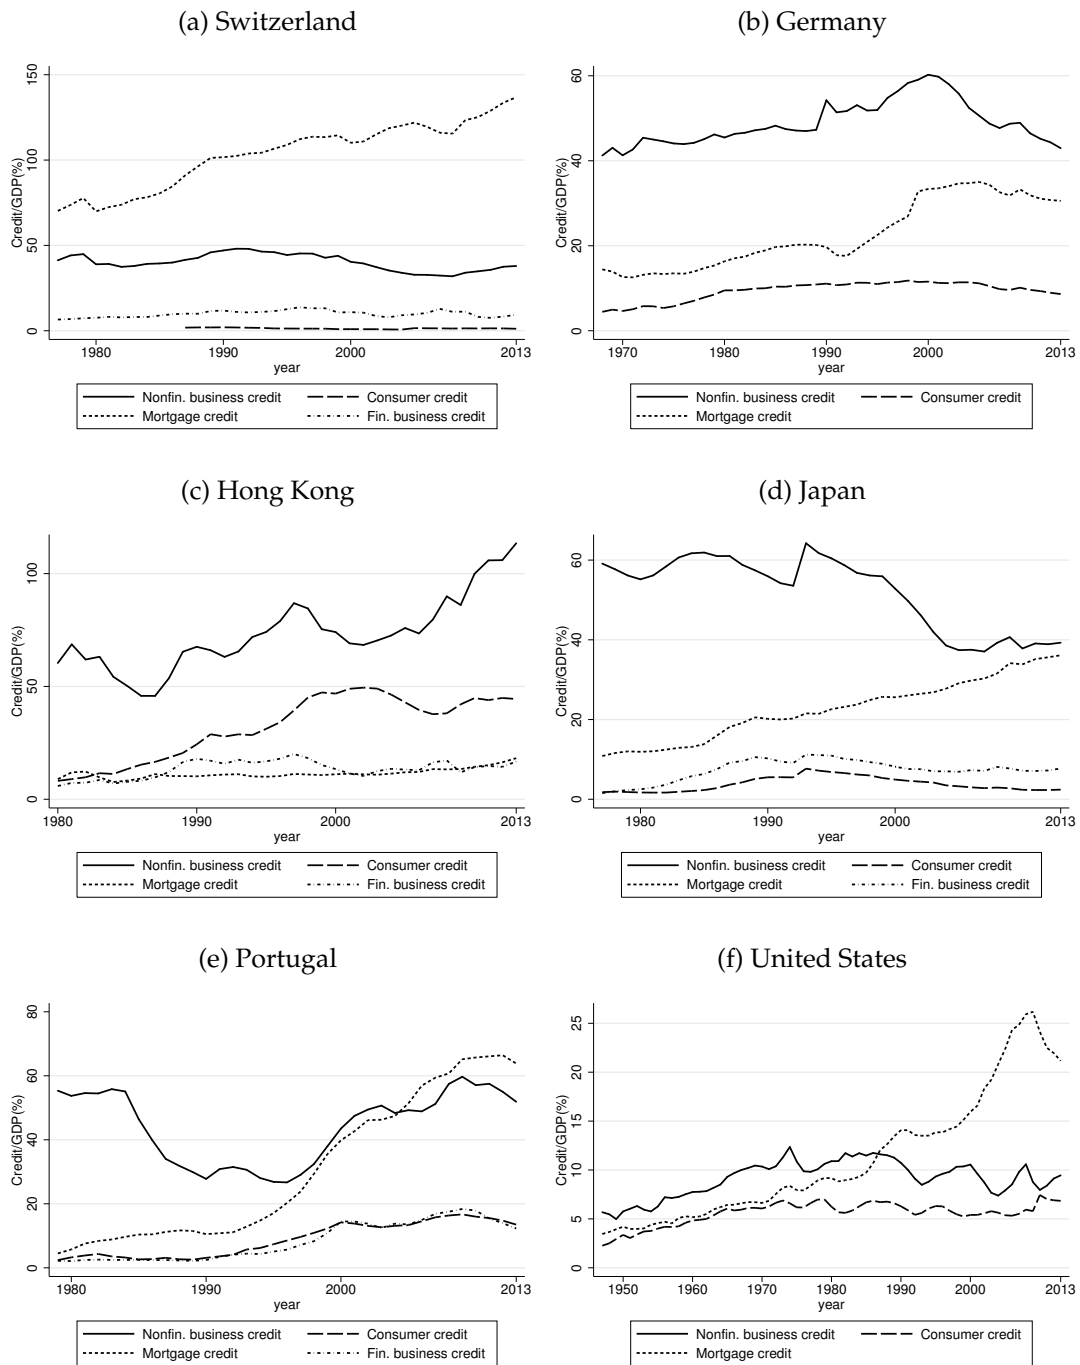 (a) Switzerland
Credit/GDP(%)
150
100
50
0
1980 1990 2000 2013
year
Nonfin. business credit Consumer credit
Mortgage credit Fin. business credit
(b) Germany
Credit/GDP(%)
60
40
20
0
1970 1980 1990 2000 2013
year
Nonfin. business credit Consumer credit
Mortgage credit
(c) Hong Kong
Credit/GDP(%)
100
50
0
1980 1990 2000 2013
year
Nonfin. business credit Consumer credit
Mortgage credit Fin. business credit
(d) Japan
Credit/GDP(%)
60
40
20
0
1980 1990 2000 2013
year
Nonfin. business credit Consumer credit
Mortgage credit Fin. business credit
(e) Portugal
Credit/GDP(%)
80
60
40
20
0
1980 1990 2000 2013
year
Nonfin. business credit Consumer credit
Mortgage credit Fin. business credit
(f) United States
Credit/GDP(%)
25
20
15
10
5
0
1950 1960 1970 1980 1990 2000 2013
year
Nonfin. business credit Consumer credit
Mortgage credit